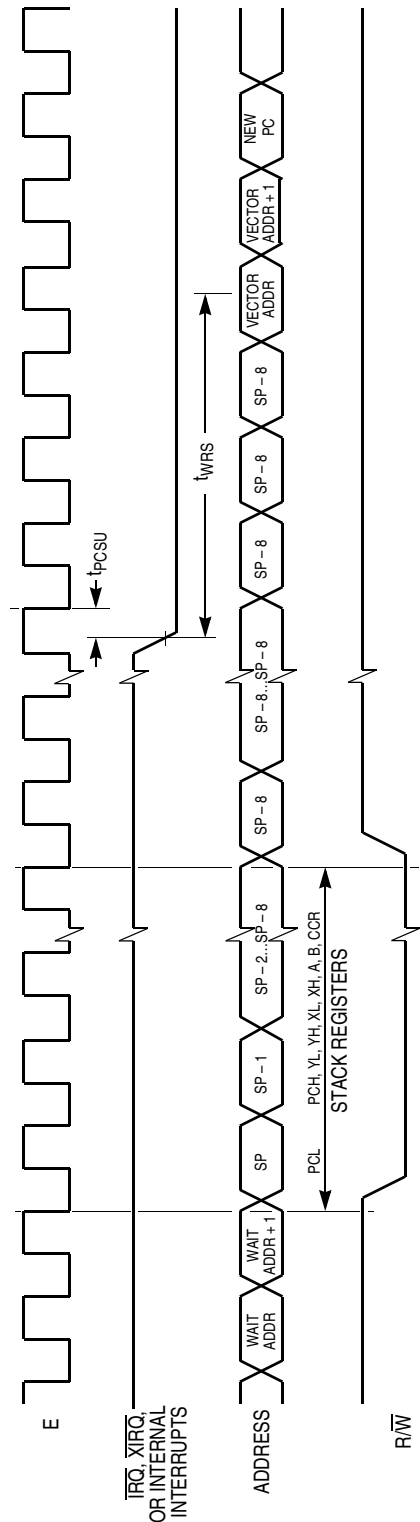 E
tPCSU
IRQ, XIRQ,
OR INTERNAL
INTERRUPTS
tWRS
ADDRESS
WAIT
ADDR
WAIT
ADDR + 1
SP
SP – 1
SP – 2...SP – 8
SP – 8
SP – 8...SP – 8
SP – 8
SP – 8
SP – 8
VECTOR
ADDR
VECTOR
ADDR + 1
NEW
PC
PCL
PCH, YL, YH, XL, XH, A, B, CCR
STACK REGISTERS
R/W